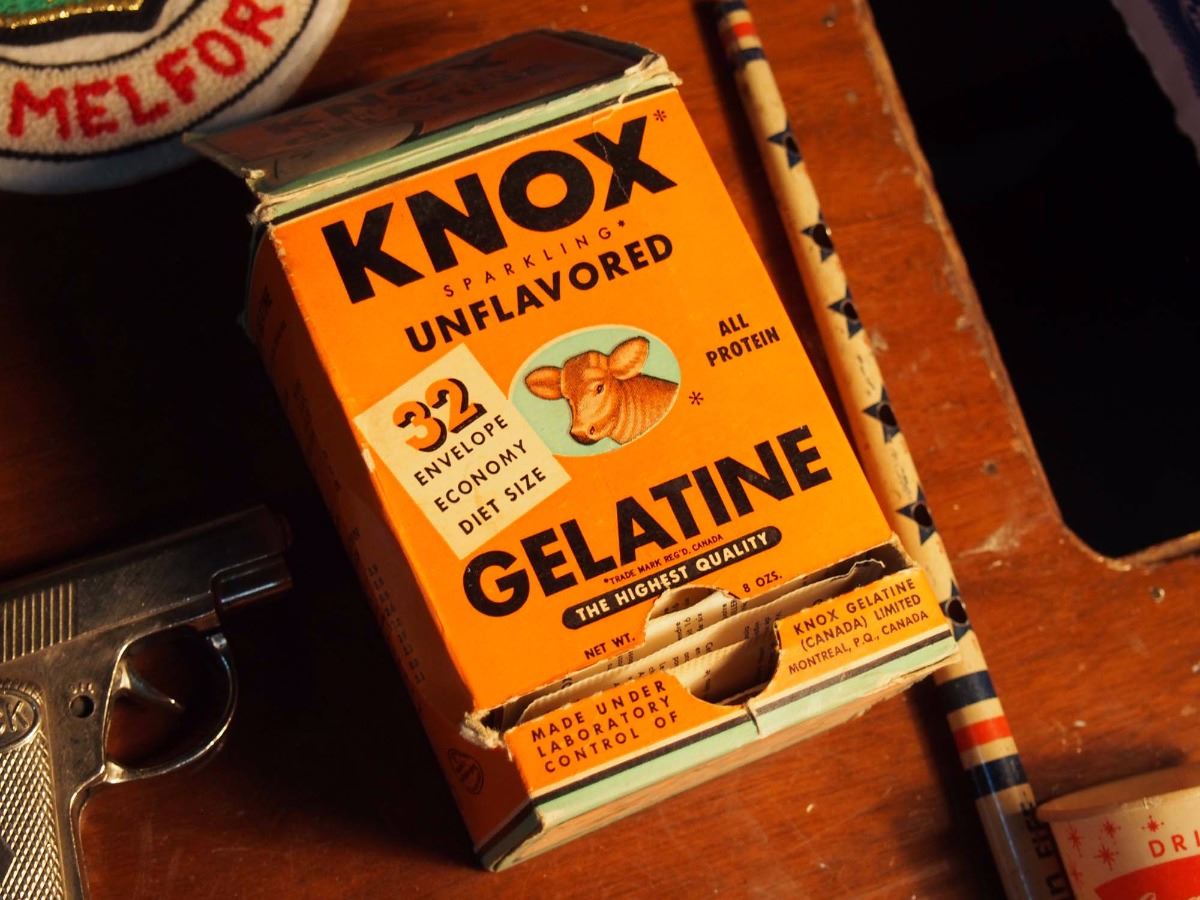 MELFOR
KNOX*
SPARKLING*
UNFLAVORED
ALL
PROTEIN
*
32
ENVELOPE
ECONOMY
DIET SIZE
GELATINE
*TRADE MARK REG'D. CANADA
THE HIGHEST QUALITY
NET WT. 8 OZS.
MADE UNDER
LABORATORY
CONTROL OF
KNOX GELATINE
(CANADA) LIMITED
MONTREAL, P.Q., CANADA
DRI